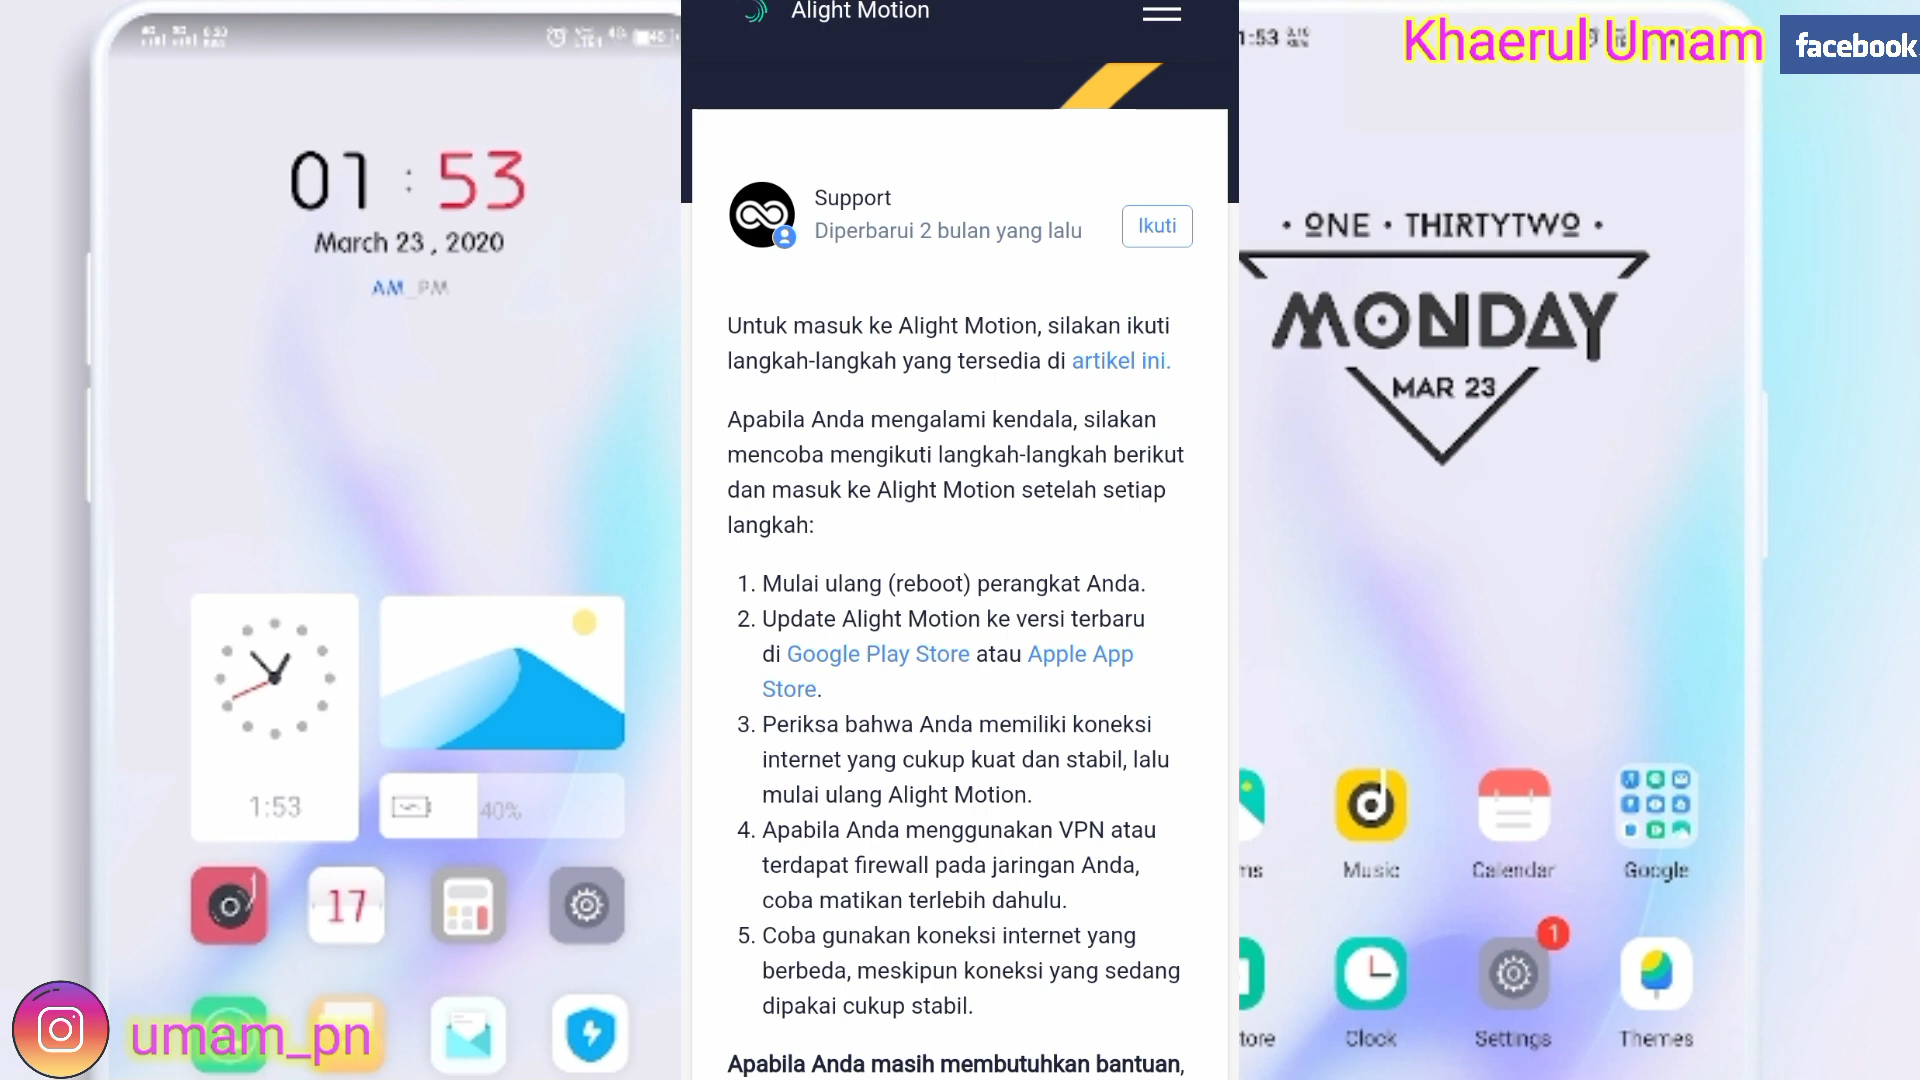 Alight Motion
Khaerul Umam
facebook
01 : 53
March 23 , 2020
AM_PM
1:53
40%
17
umam_pn
Support
Diperbarui 2 bulan yang lalu
Ikuti
Untuk masuk ke Alight Motion, silakan ikuti
langkah-langkah yang tersedia di artikel ini.
Apabila Anda mengalami kendala, silakan
mencoba mengikuti langkah-langkah berikut
dan masuk ke Alight Motion setelah setiap
langkah:
1. Mulai ulang (reboot) perangkat Anda.
2. Update Alight Motion ke versi terbaru
di Google Play Store atau Apple App
Store.
3. Periksa bahwa Anda memiliki koneksi
internet yang cukup kuat dan stabil, lalu
mulai ulang Alight Motion.
4. Apabila Anda menggunakan VPN atau
terdapat firewall pada jaringan Anda,
coba matikan terlebih dahulu.
5. Coba gunakan koneksi internet yang
berbeda, meskipun koneksi yang sedang
dipakai cukup stabil.
Apabila Anda masih membutuhkan bantuan,
1:53
• ONE • THIRTYTWO •
MONDAY
MAR 23
Music
Calendar
Google
1
Clock
Settings
Themes